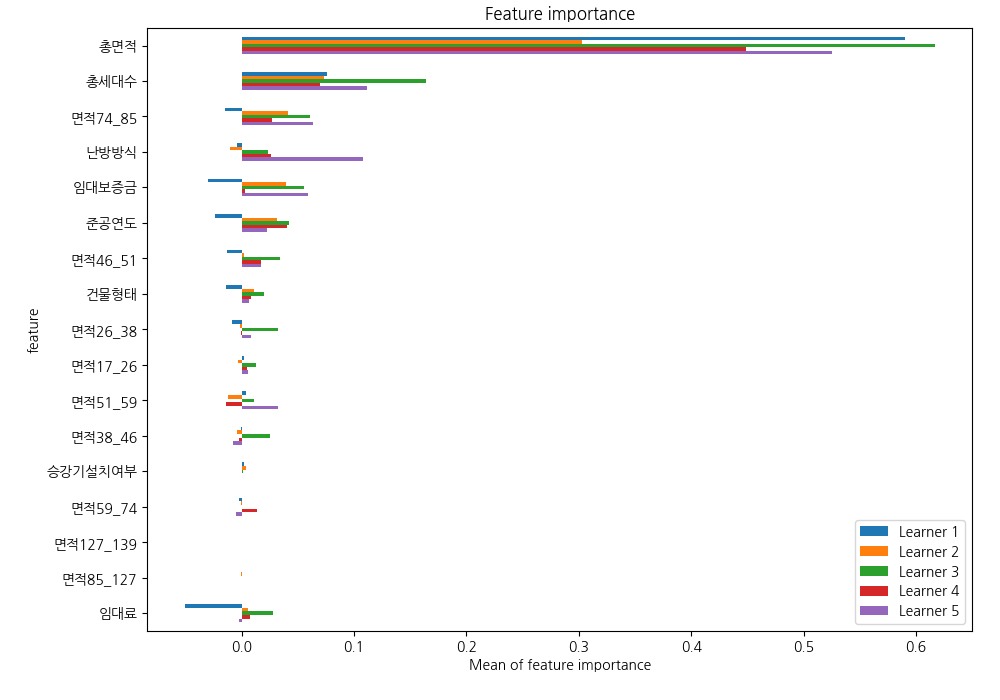 Feature importance
총면적
총세대수
면적74_85
난방방식
임대보증금
준공연도
면적46_51
건물형태
면적26_38
면적17_26
면적51_59
면적38_46
승강기설치여부
면적59_74
면적127_139
면적85_127
임대료
feature
0.0 0.1 0.2 0.3 0.4 0.5 0.6
Mean of feature importance
Learner 1
Learner 2
Learner 3
Learner 4
Learner 5